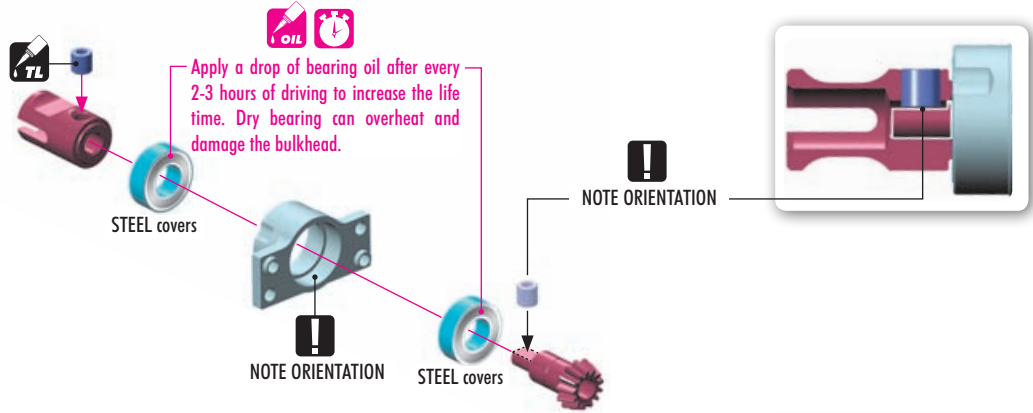 OIL
TL
Apply a drop of bearing oil after every
2-3 hours of driving to increase the life
time. Dry bearing can overheat and
damage the bulkhead.
STEEL covers
!
NOTE ORIENTATION
!
NOTE ORIENTATION
STEEL covers